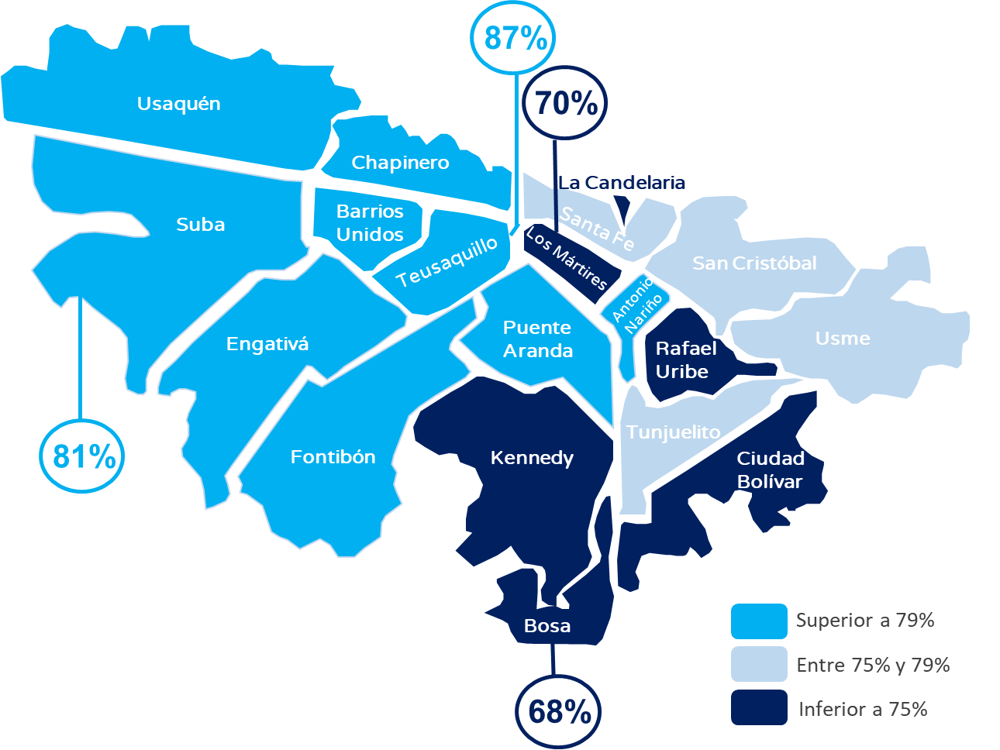 87%
70%
Usaquén
Chapinero
La Candelaria
Suba
Barrios
Unidos
Teusaquillo
Santa Fe
Los Mártires
San Cristóbal
Antonio
Nariño
Engativá
Puente
Aranda
Rafael
Uribe
Usme
81%
Fontibón
Kennedy
Tunjuelito
Ciudad
Bolívar
Bosa
68%
Superior a 79%
Entre 75% y 79%
Inferior a 75%